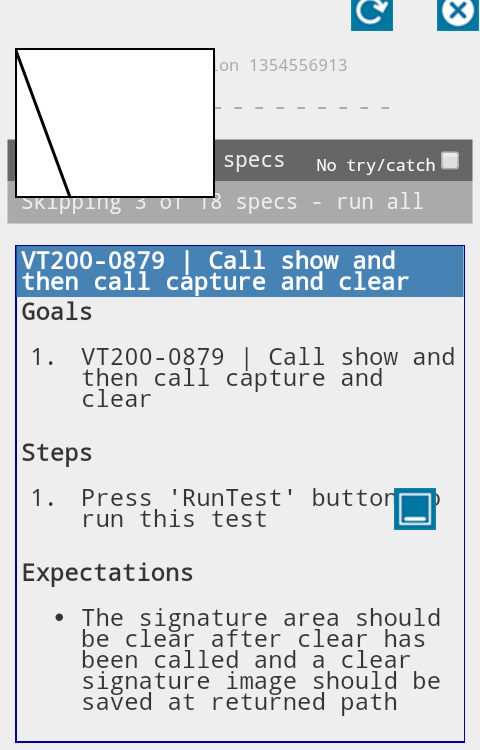 ion 1354556913
specs
No try/catch
Skipping 3 of 18 specs - run all
VT200-0879 | Call show and
then call capture and clear
Goals
1. VT200-0879 | Call show and
then call capture and
clear
Steps
1. Press 'RunTest' button
run this test
Expectations
• The signature area should
be clear after clear has
been called and a clear
signature image should be
saved at returned path